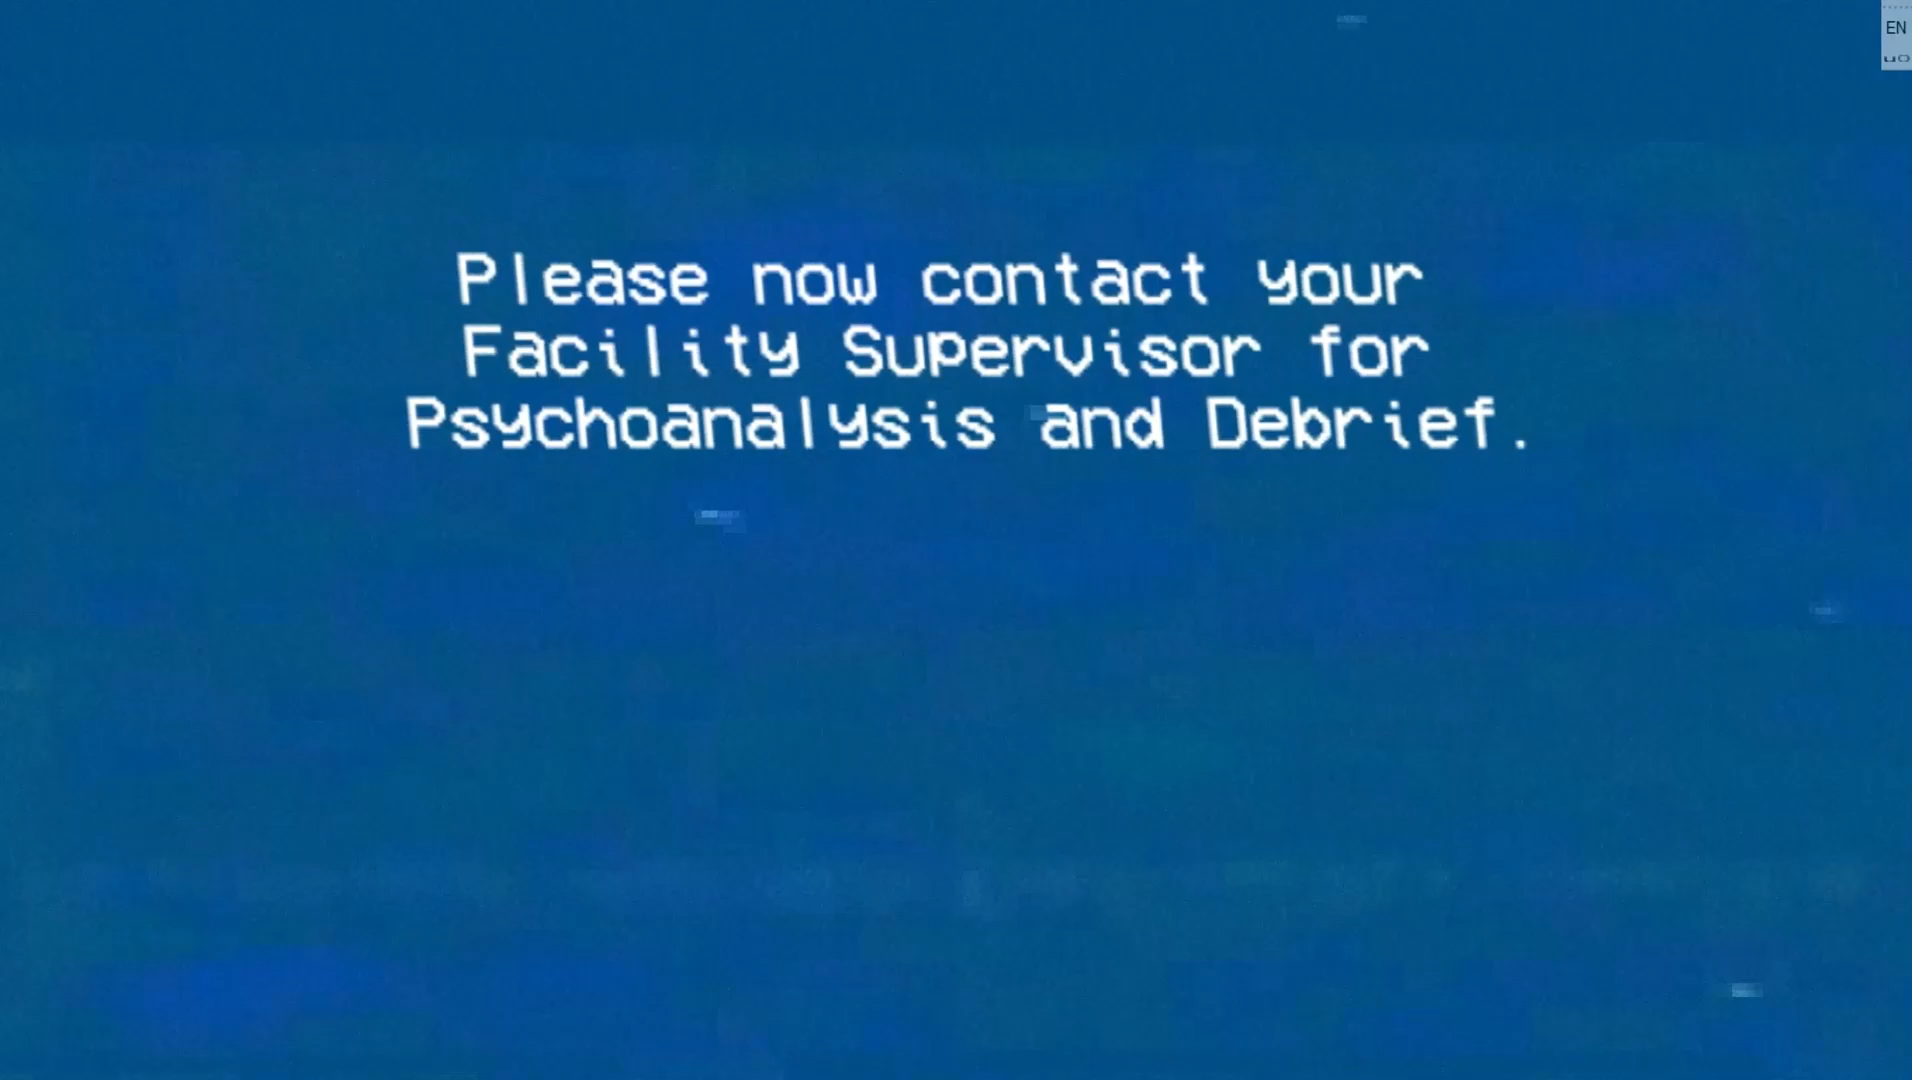 EN
Please now contact your
Facility Supervisor for
Psychoanalysis and Debrief.